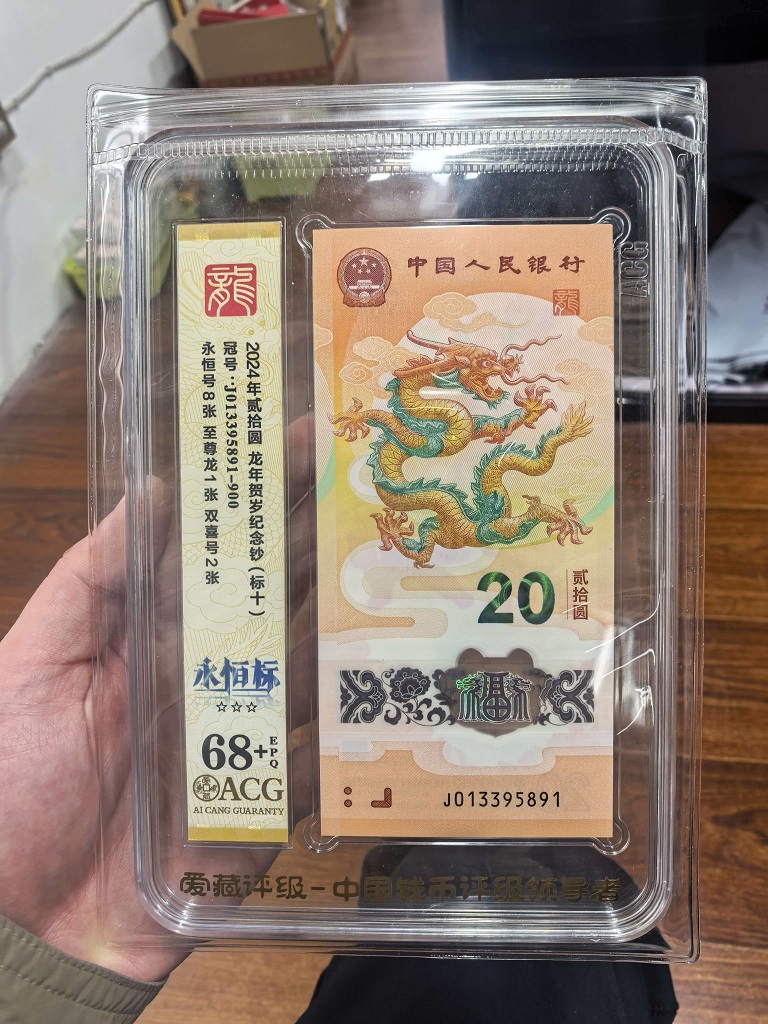 龍
2024年贰拾圆 龙年贺岁纪念钞（标十）
冠号：J013395891-900
永恒号8张 至尊龙1张 双喜号2张
永恒标
☆☆☆
68+
EPQ
ACG
AI CANG GUARANTY
中国人民银行
龍
20
贰拾圆
福
J013395891
ACG
爱藏评级-中国钱币评级领导者